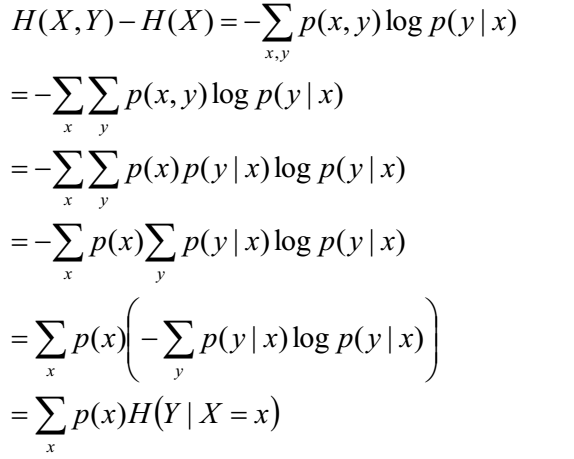 H(X,Y)−H(X)=−∑_{x,y} p(x,y)log p(y|x)
=−∑_x ∑_y p(x,y)log p(y|x)
=−∑_x ∑_y p(x)p(y|x)log p(y|x)
=−∑_x p(x)∑_y p(y|x)log p(y|x)
=∑_x p(x)(−∑_y p(y|x)log p(y|x))
=∑_x p(x)H(Y|X=x)